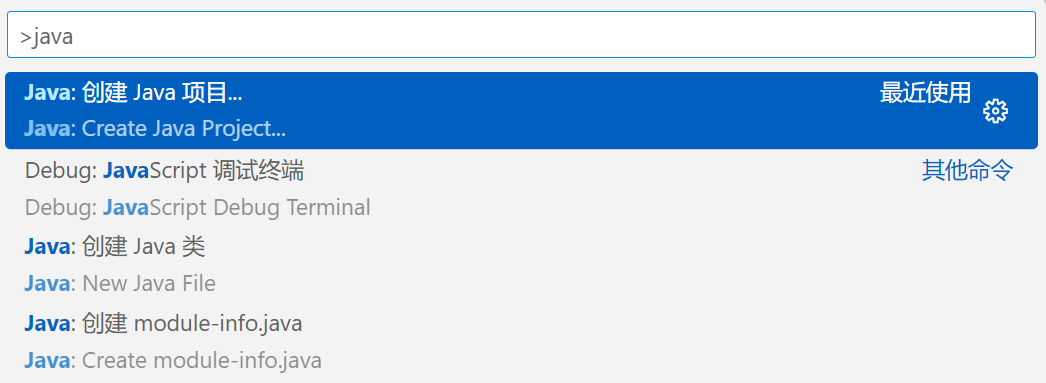 >java
Java: 创建 Java 项目... 最近使用
Java: Create Java Project...
Debug: JavaScript 调试终端 其他命令
Debug: JavaScript Debug Terminal
Java: 创建 Java 类
Java: New Java File
Java: 创建 module-info.java
Java: Create module-info.java